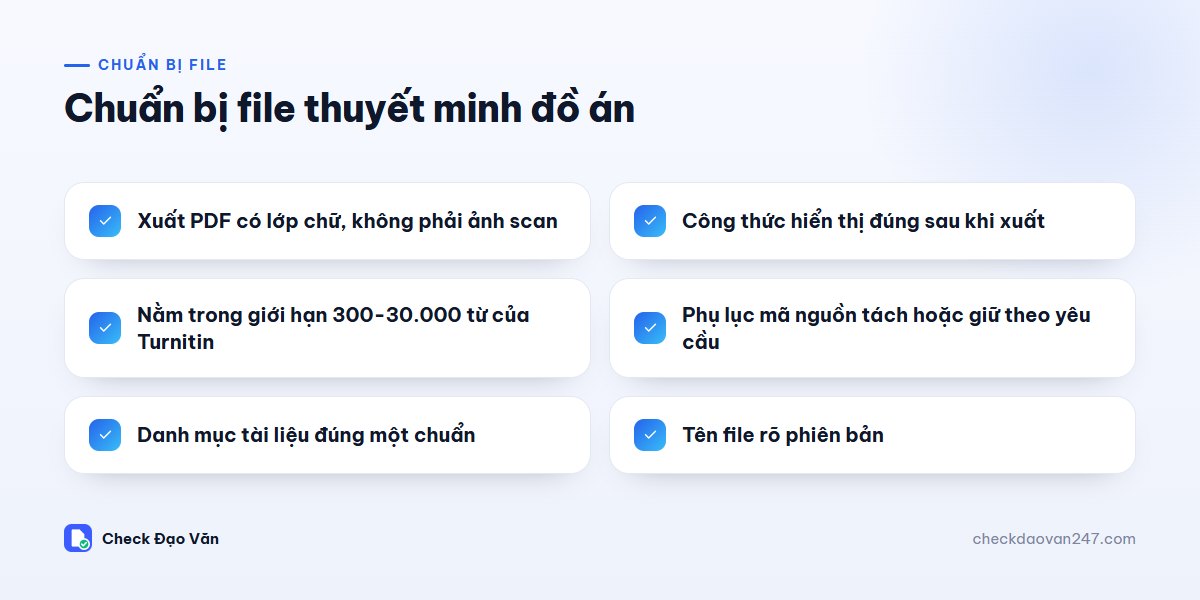 CHUẨN BỊ FILE
Chuẩn bị file thuyết minh đồ án
Xuất PDF có lớp chữ, không phải ảnh scan
Công thức hiển thị đúng sau khi xuất
Nằm trong giới hạn 300-30.000 từ của
Turnitin
Phụ lục mã nguồn tách hoặc giữ theo yêu
cầu
Danh mục tài liệu đúng một chuẩn
Tên file rõ phiên bản
Check Đạo Văn
checkdaovan247.com